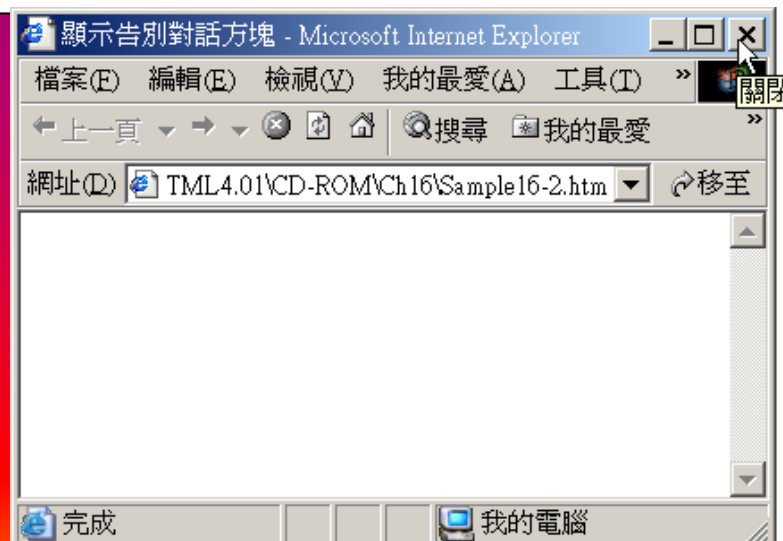 顯示告別對話方塊 - Microsoft Internet Explorer
檔案(F) 編輯(E) 檢視(V) 我的最愛(A) 工具(T) »
關閉
上一頁 搜尋 我的最愛 »
網址(D) TML4.01\CD-ROM\Ch16\Sample16-2.htm 移至
完成 我的電腦